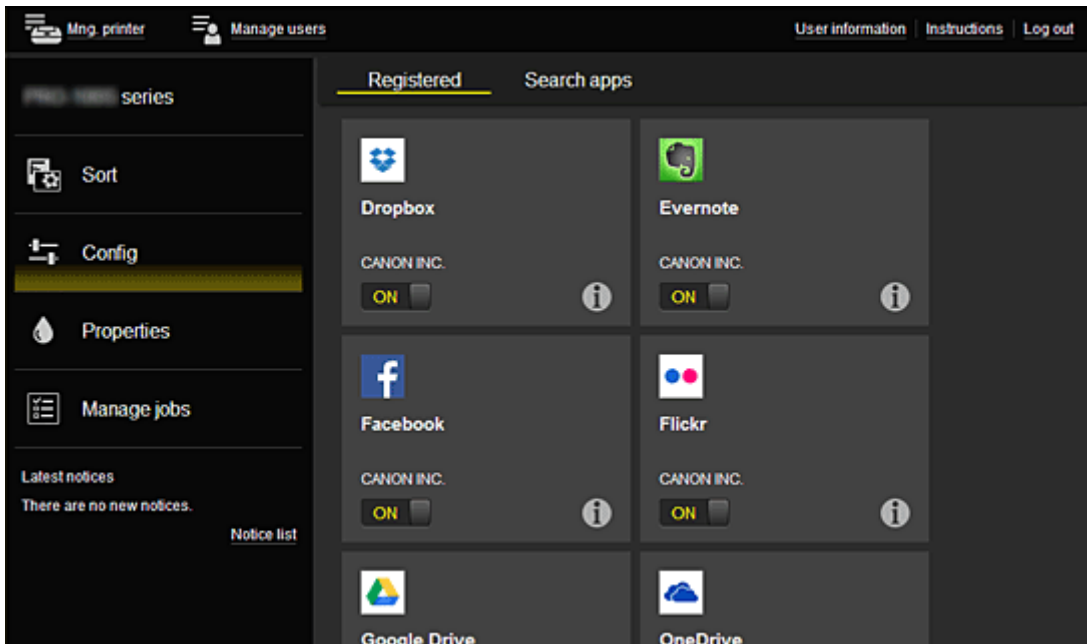 Mng. printer
Manage users
User information
Instructions
Log out
series
Sort
Config
Properties
Manage jobs
Latest notices
There are no new notices.
Notice list
Registered
Search apps
Dropbox
CANON INC.
ON
Evernote
CANON INC.
ON
Facebook
CANON INC.
ON
Flickr
CANON INC.
ON
Google Drive
OneDrive